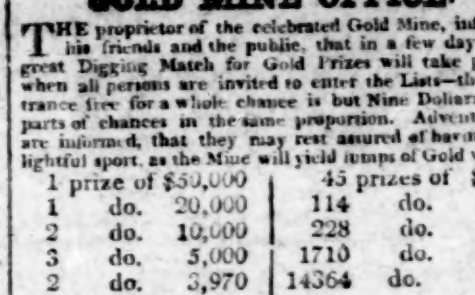 GOLD MINE OFFICE.
THE proprietor of the celebrated Gold Mine, in
his friends and the public, that in a few day
great Digging Match for Gold Prizes will take
when all persons are invited to enter the Lists—th
trance free for a whole chance is but Nine Dollar
parts of chances in the same proportion. Advent
are informed, that they may rest assured of havin
lightful sport, as the Mine will yield lumps of Gold
1 prize of $50,000 45 prizes of $
1 do. 20,000 114 do.
2 do. 10,000 228 do.
3 do. 5,000 1710 do.
2 do. 3,970 14364 do.